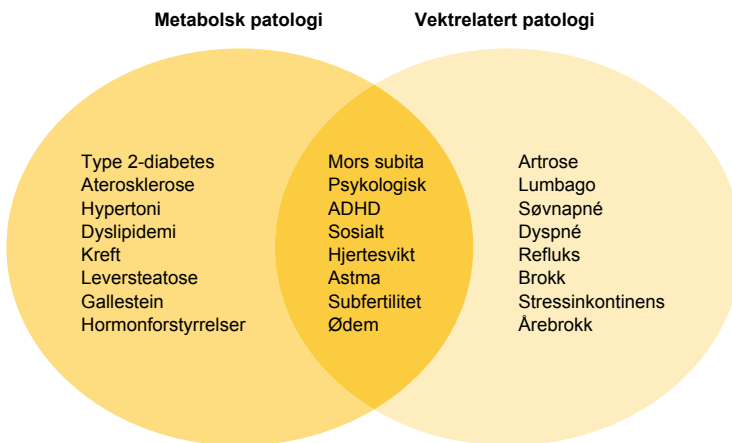 Metabolsk patologi
Vektrelatert patologi
Type 2-diabetes
Aterosklerose
Hypertoni
Dyslipidemi
Kreft
Leversteatose
Gallestein
Hormonforstyrrelser
Mors subita
Psykologisk
ADHD
Sosialt
Hjertesvikt
Astma
Subfertilitet
Ødem
Artrose
Lumbago
Søvnapné
Dyspné
Refluks
Brokk
Stressinkontinens
Årebrokk